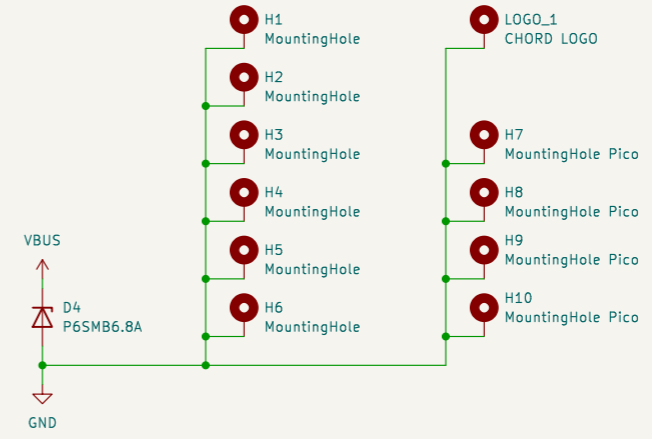 H1
MountingHole
H2
MountingHole
H3
MountingHole
H4
MountingHole
H5
MountingHole
H6
MountingHole
LOGO_1
CHORD LOGO
H7
MountingHole Pico
H8
MountingHole Pico
H9
MountingHole Pico
H10
MountingHole Pico
VBUS
D4
P6SMB6.8A
GND